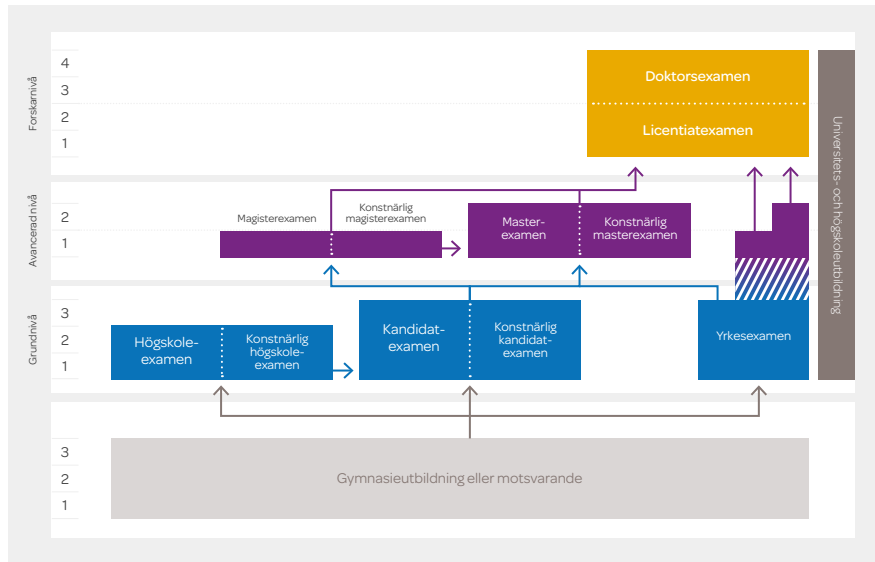 Forskarnivå
4
3
2
1
Doktorsexamen
Licentiatexamen
Universitets- och högskoleutbildning
Avancerad nivå
2
1
Magisterexamen
Konstnärlig
magisterexamen
Master-
examen
Konstnärlig
masterexamen
Grundnivå
3
2
1
Högskole-
examen
Konstnärlig
högskole-
examen
Kandidat-
examen
Konstnärlig
kandidat-
examen
Yrkesexamen
3
2
1
Gymnasieutbildning eller motsvarande